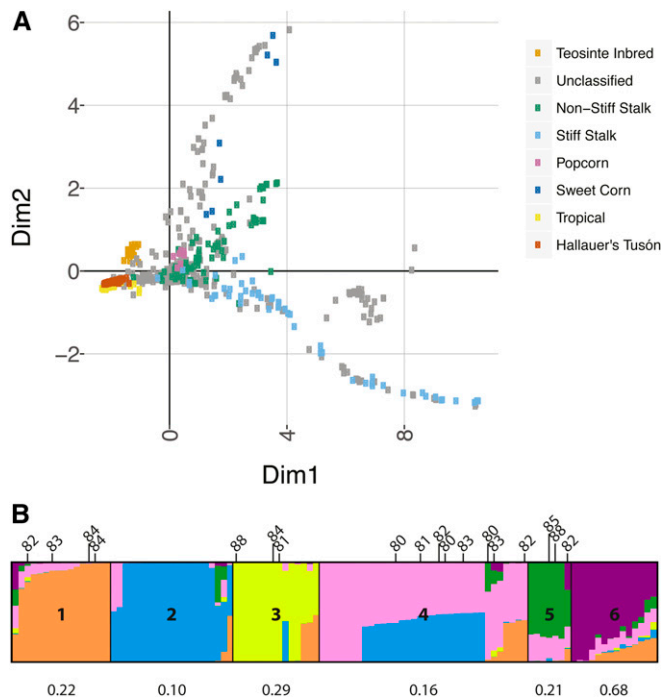 A
6
4
2
0
−2
Dim2
0
4
8
Dim1
Teosinte Inbred
Unclassified
Non−Stiff Stalk
Stiff Stalk
Popcorn
Sweet Corn
Tropical
Hallauer's Tusón
B
82 83 84 84 88 84 81 80 81 82 80 83 80 83 82 85 88 82
1 2 3 4 5 6
0.22 0.10 0.29 0.16 0.21 0.68